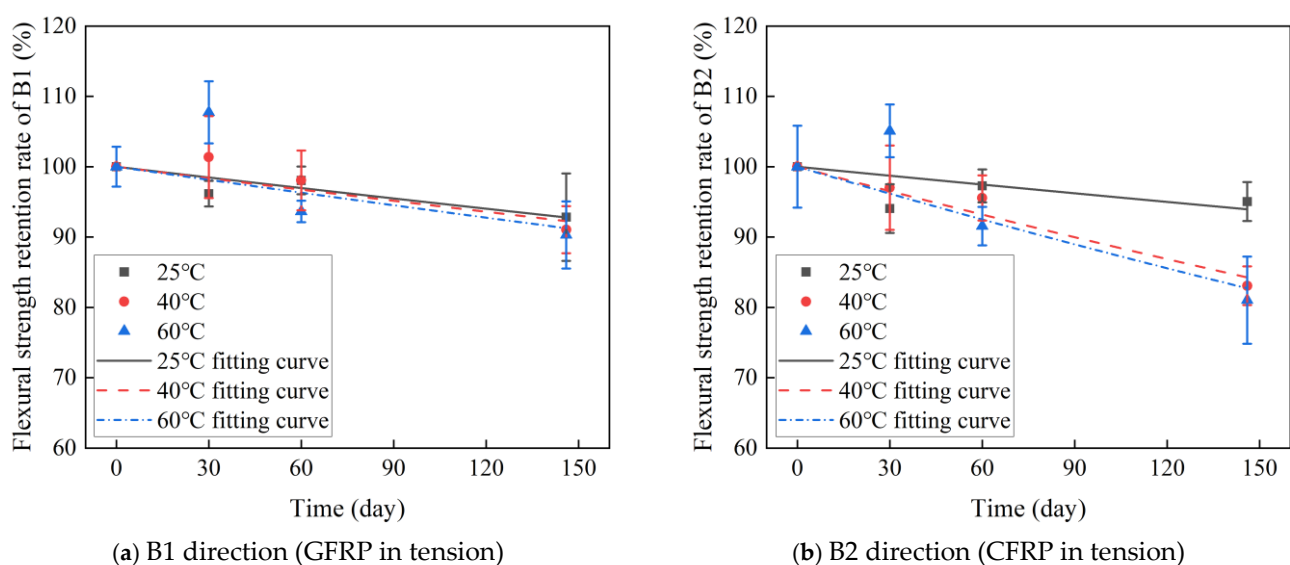 120
110
100
90
80
70
60
Flexural strength retention rate of B1 (%)
25℃
40℃
60℃
25℃ fitting curve
40℃ fitting curve
60℃ fitting curve
0 30 60 90 120 150
Time (day)
(a) B1 direction (GFRP in tension)
120
110
100
90
80
70
60
Flexural strength retention rate of B2 (%)
25℃
40℃
60℃
25℃ fitting curve
40℃ fitting curve
60℃ fitting curve
0 30 60 90 120 150
Time (day)
(b) B2 direction (CFRP in tension)